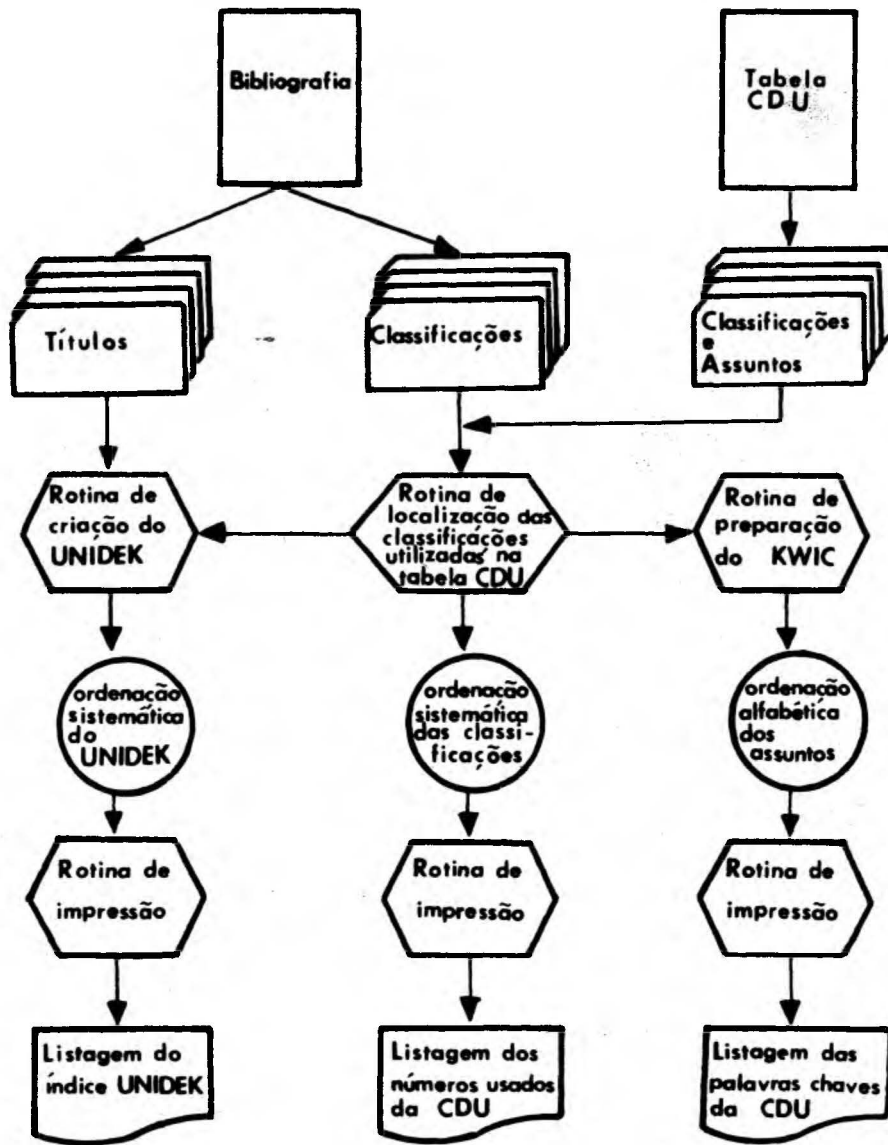 Bibliografia
Tabela
CDU
Títulos
Classificações
Classificações
e
Assuntos
Rotina de
criação do
UNIDEK
Rotina de
localização das
classificações
utilizadas na
tabela CDU
Rotina de
preparação
do KWIC
ordenação
sistemática
do
UNIDEK
ordenação
sistemática
das classi-
ficações
ordenação
alfabética
dos
assuntos
Rotina de
impressão
Rotina de
impressão
Rotina de
impressão
Listagem do
índice UNIDEK
Listagem dos
números usados
da CDU
Listagem das
palavras chaves
da CDU